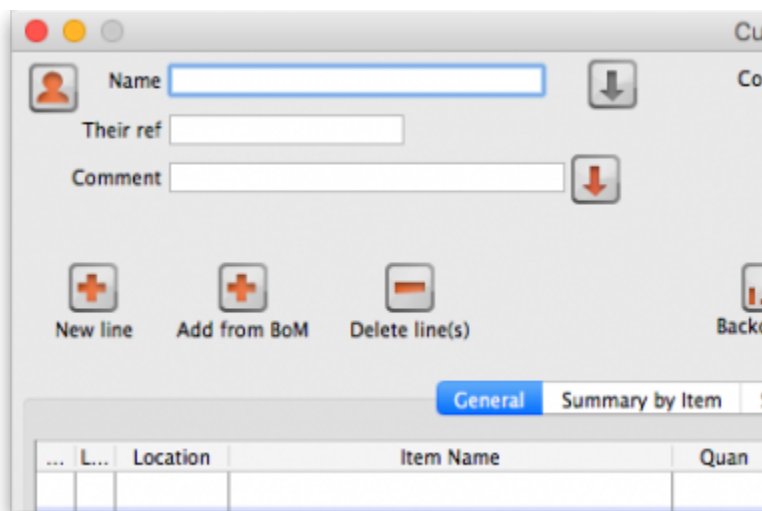 Cu
Name
Co
Their ref
Comment
New line Add from BoM Delete line(s) Backo
General Summary by Item
... L... Location Item Name Quan